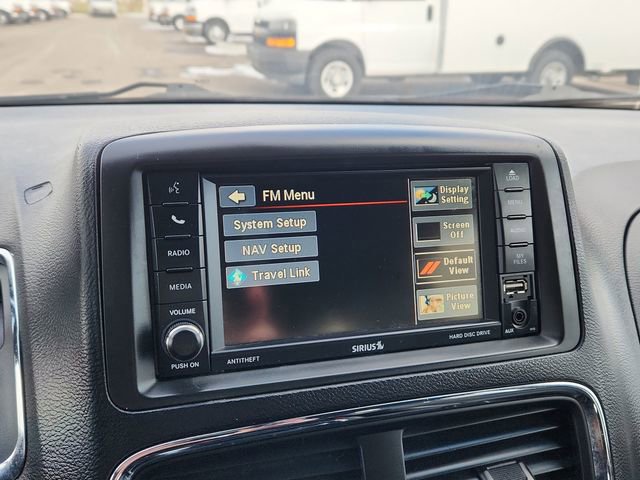 FM Menu
System Setup
NAV Setup
Travel Link
Display Setting
Screen Off
Default View
Picture View
RADIO
MEDIA
VOLUME
PUSH ON
ANTITHEFT
SIRIUS
HARD DISC DRIVE
LOAD
MENU
AUDIO
MY FILES
AUX